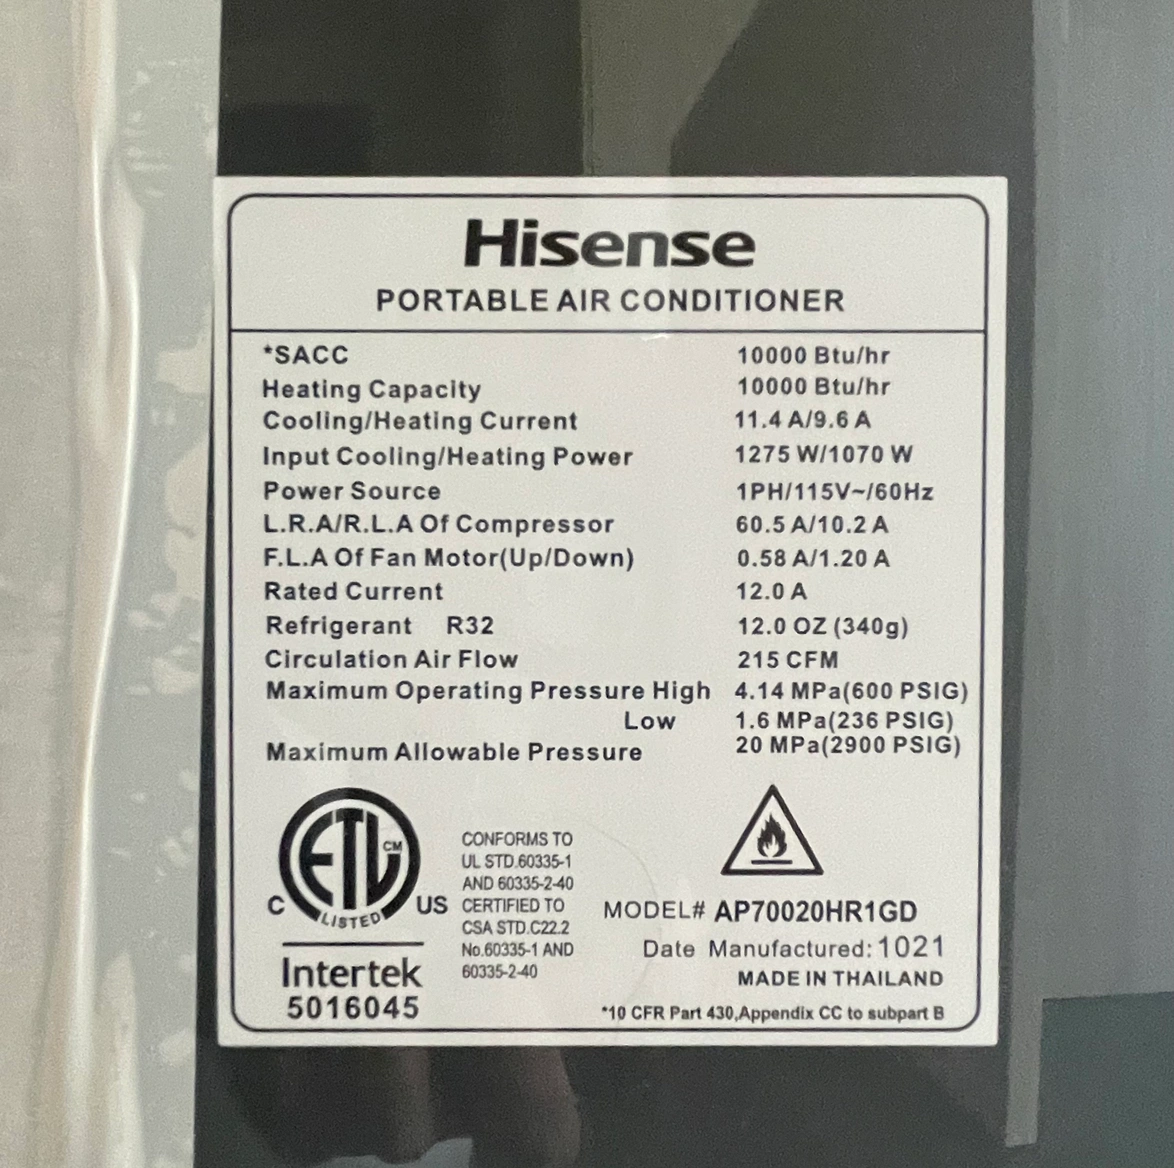 Hisense
PORTABLE AIR CONDITIONER
*SACC 10000 Btu/hr
Heating Capacity 10000 Btu/hr
Cooling/Heating Current 11.4 A/9.6 A
Input Cooling/Heating Power 1275 W/1070 W
Power Source 1PH/115V~/60Hz
L.R.A/R.L.A Of Compressor 60.5 A/10.2 A
F.L.A Of Fan Motor(Up/Down) 0.58 A/1.20 A
Rated Current 12.0 A
Refrigerant R32 12.0 OZ (340g)
Circulation Air Flow 215 CFM
Maximum Operating Pressure High 4.14 MPa(600 PSIG)
Low 1.6 MPa(236 PSIG)
Maximum Allowable Pressure 20 MPa(2900 PSIG)
ETL CM
C LISTED US
Intertek
5016045
CONFORMS TO
UL STD.60335-1
AND 60335-2-40
CERTIFIED TO
CSA STD.C22.2
No.60335-1 AND
60335-2-40
MODEL# AP70020HR1GD
Date Manufactured: 1021
MADE IN THAILAND
*10 CFR Part 430,Appendix CC to subpart B